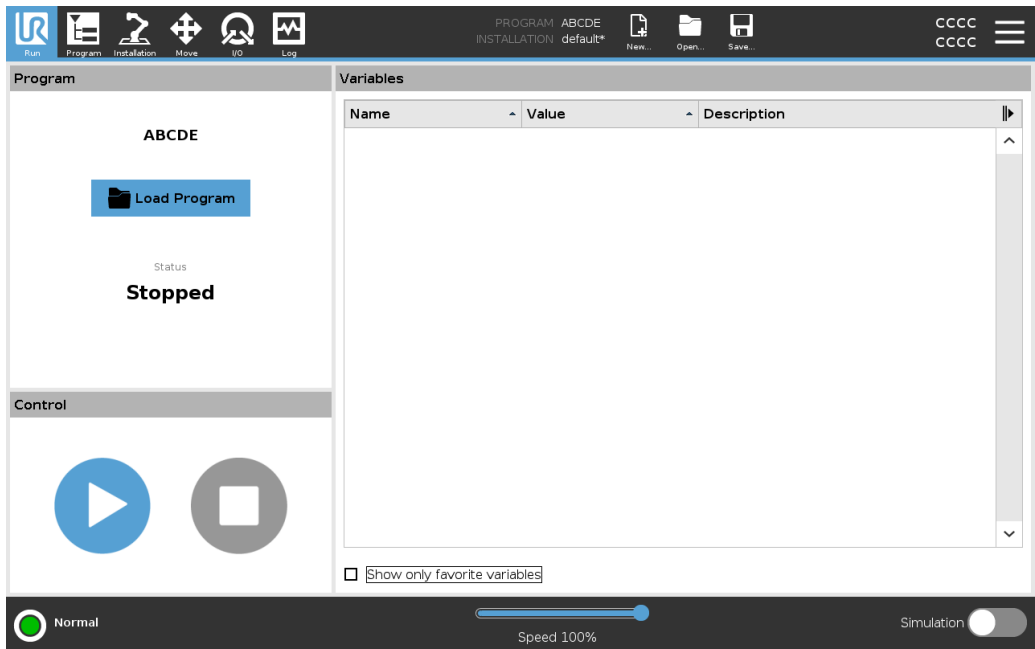 Run Program Installation Move I/O Log
PROGRAM ABCDE
INSTALLATION default*
New... Open... Save...
CCCC
CCCC
Program
ABCDE
Load Program
Status
Stopped
Control
Variables
Name Value Description
Show only favorite variables
Normal
Speed 100%
Simulation